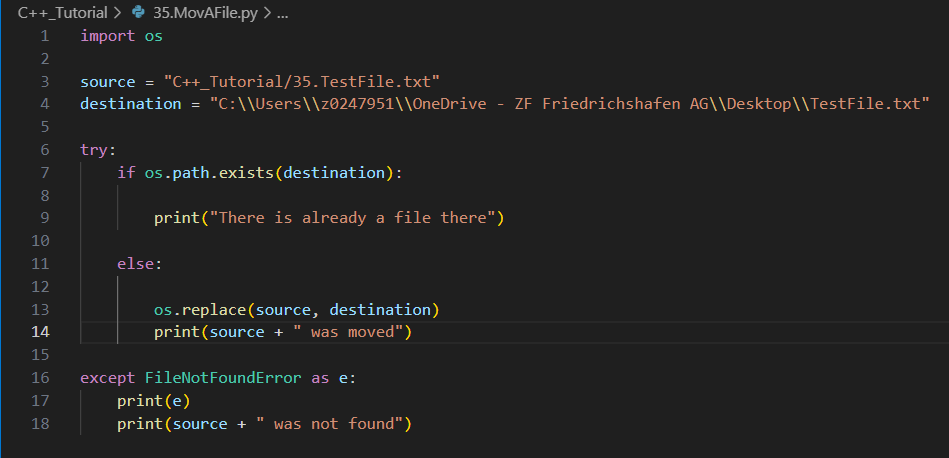 C++_Tutorial > 35.MovAFile.py > ...
1 import os
2
3 source = "C++_Tutorial/35.TestFile.txt"
4 destination = "C:\\Users\\z0247951\\OneDrive - ZF Friedrichshafen AG\\Desktop\\TestFile.txt"
5
6 try:
7     if os.path.exists(destination):
8
9         print("There is already a file there")
10
11     else:
12
13         os.replace(source, destination)
14         print(source + " was moved")
15
16 except FileNotFoundError as e:
17     print(e)
18     print(source + " was not found")